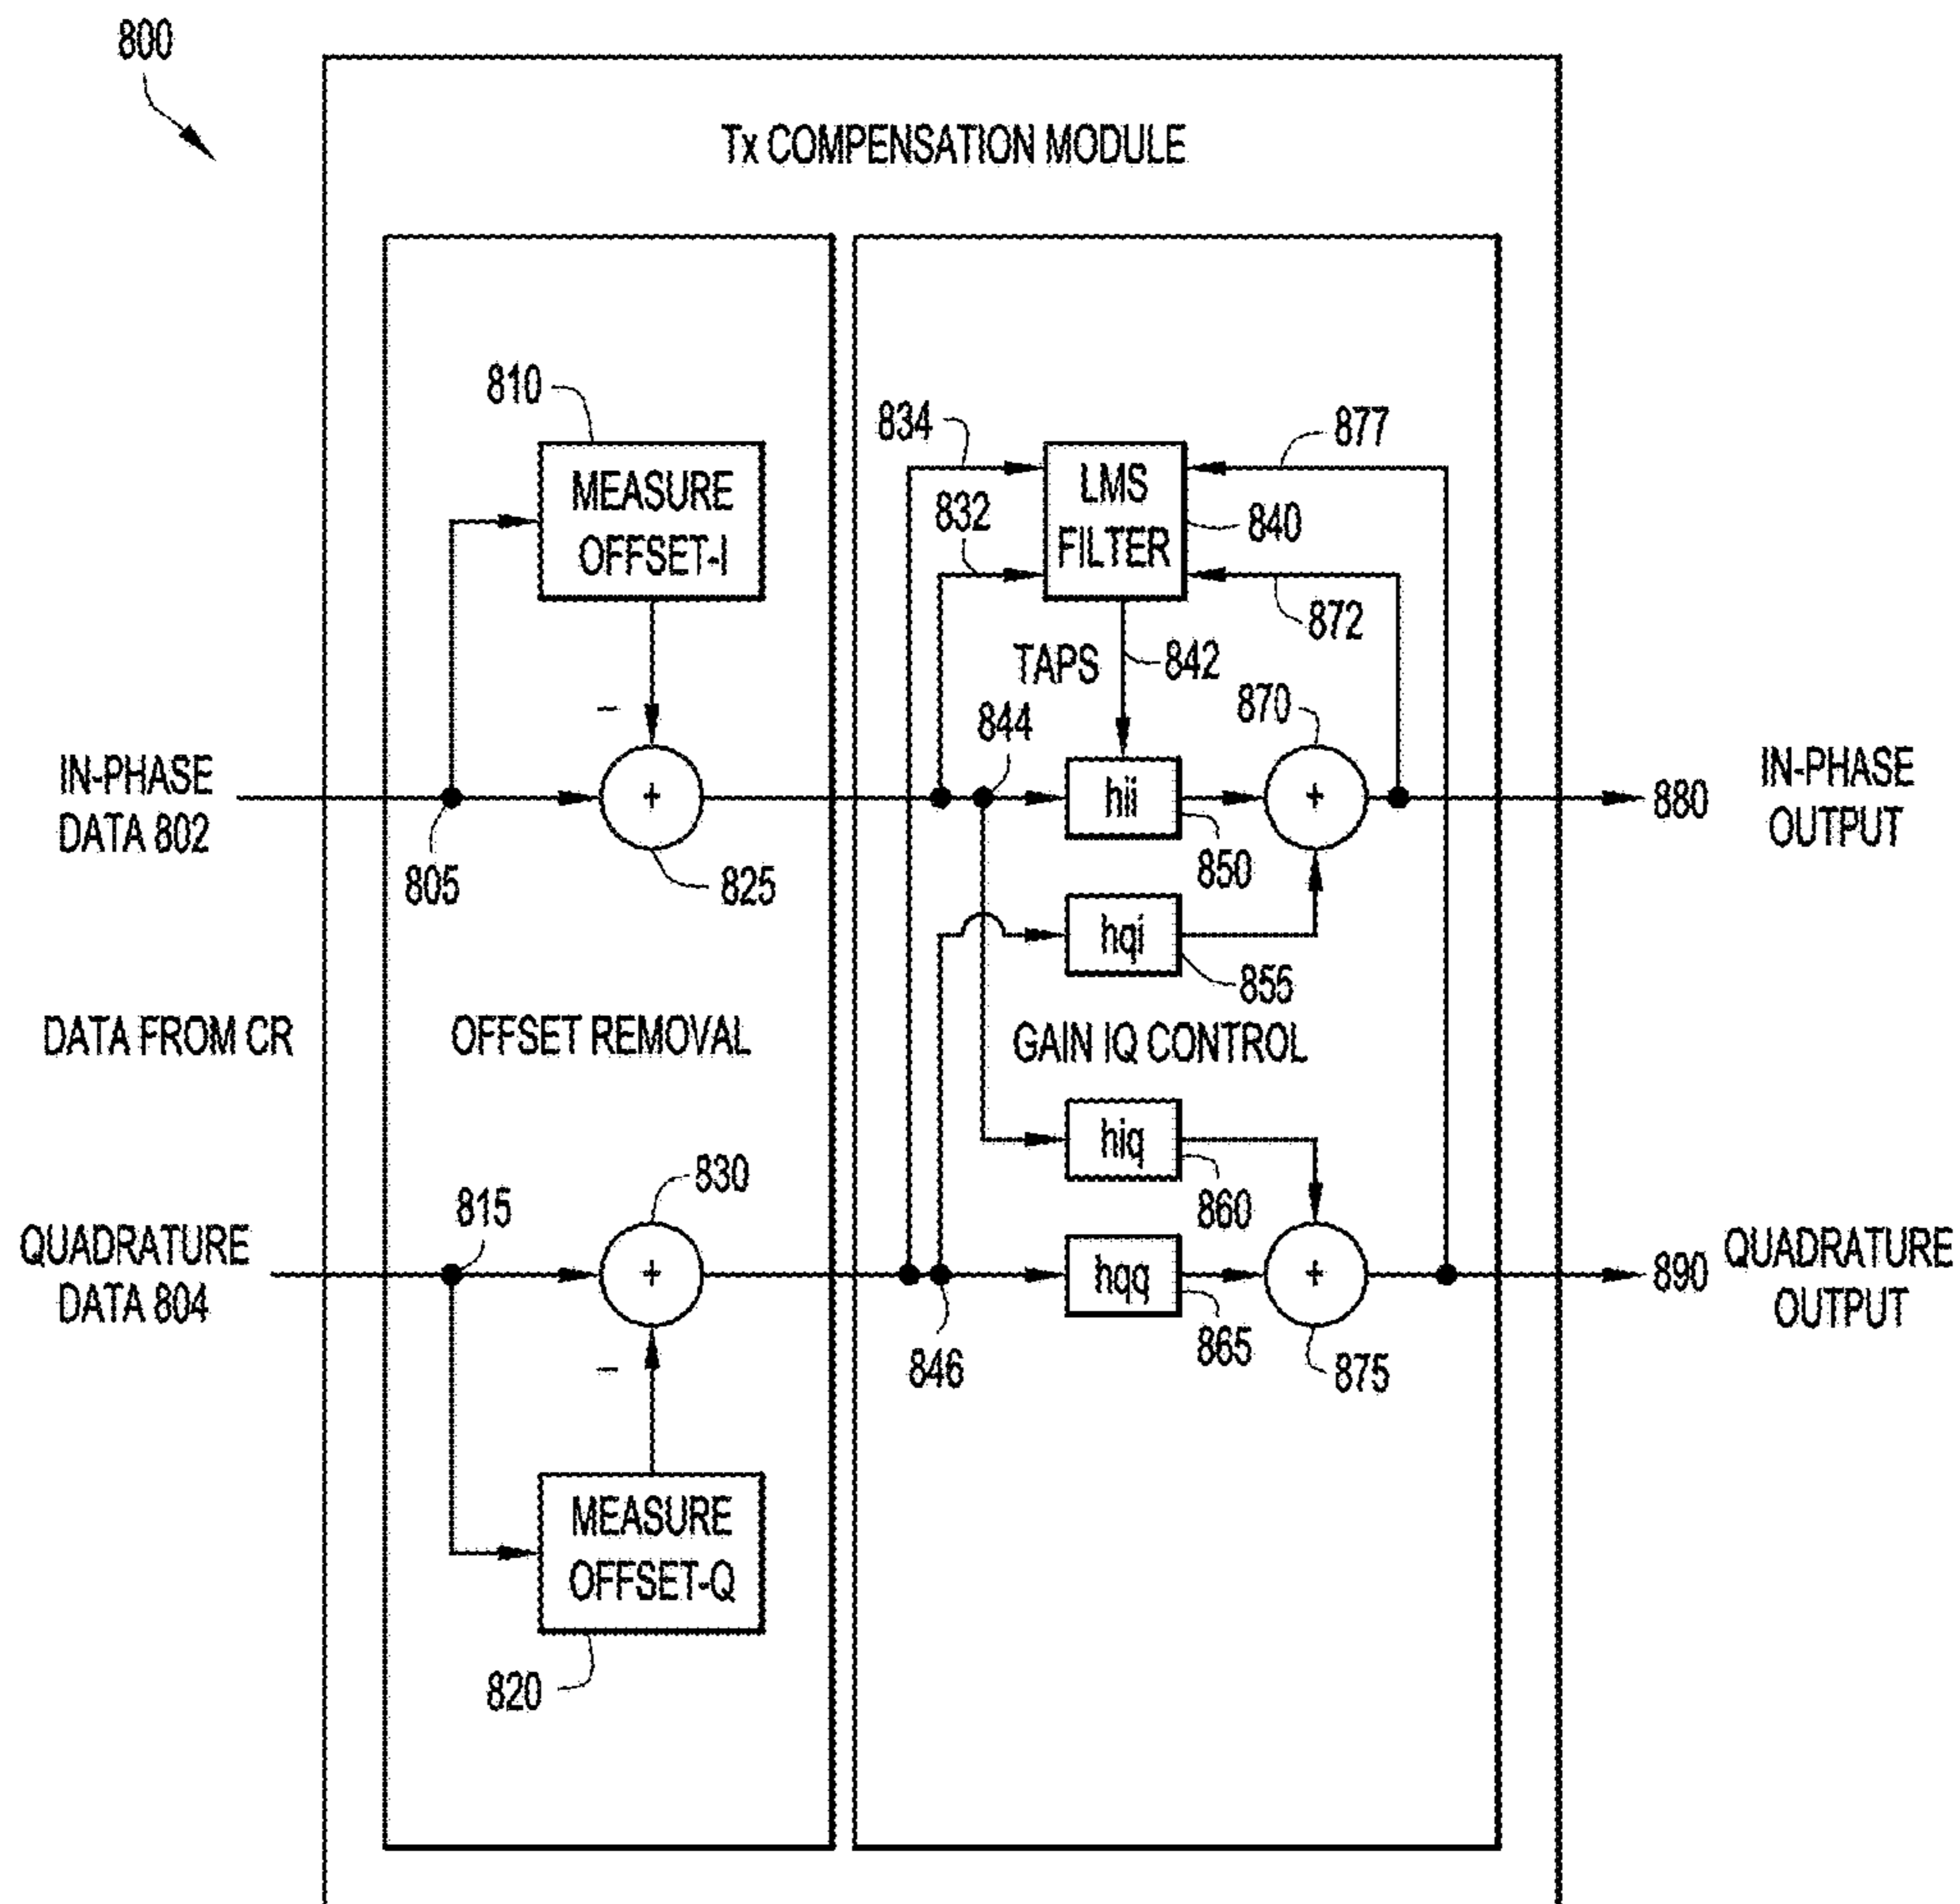 800
Tx COMPENSATION MODULE
810
MEASURE
OFFSET-I
834
832
LMS
FILTER
877
840
872
TAPS
842
844
870
IN-PHASE
DATA 802
+
hii
+
880
IN-PHASE
OUTPUT
805
825
850
hqi
855
DATA FROM CR
OFFSET REMOVAL
GAIN IQ CONTROL
hiq
860
QUADRATURE
DATA 804
815
830
+
hqq
+
890
QUADRATURE
OUTPUT
846
865
875
MEASURE
OFFSET-Q
820